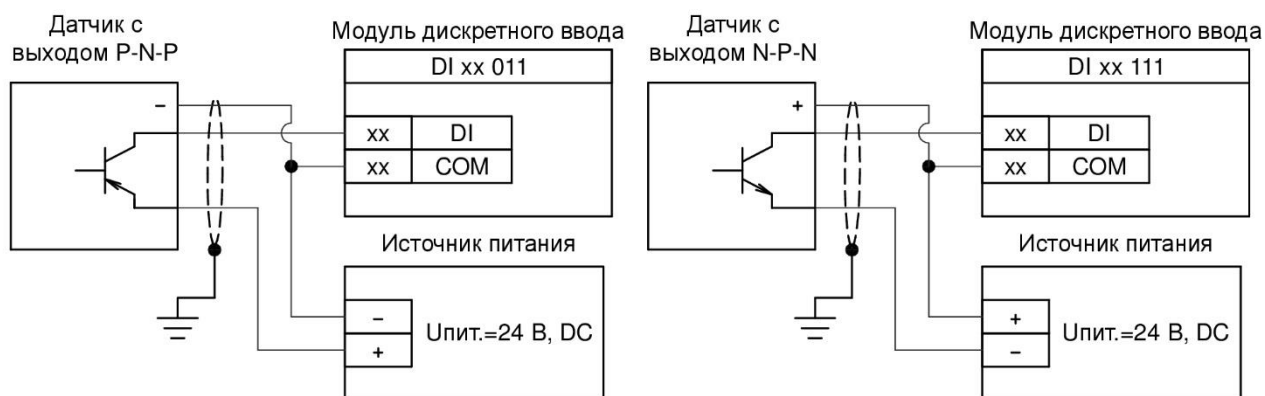 Датчик с
выходом P-N-P
Модуль дискретного ввода
DI xx 011
–
xx DI
xx COM
Источник питания
–
+
Uпит.=24 В, DC
Датчик с
выходом N-P-N
Модуль дискретного ввода
DI xx 111
+
xx DI
xx COM
Источник питания
+
–
Uпит.=24 В, DC